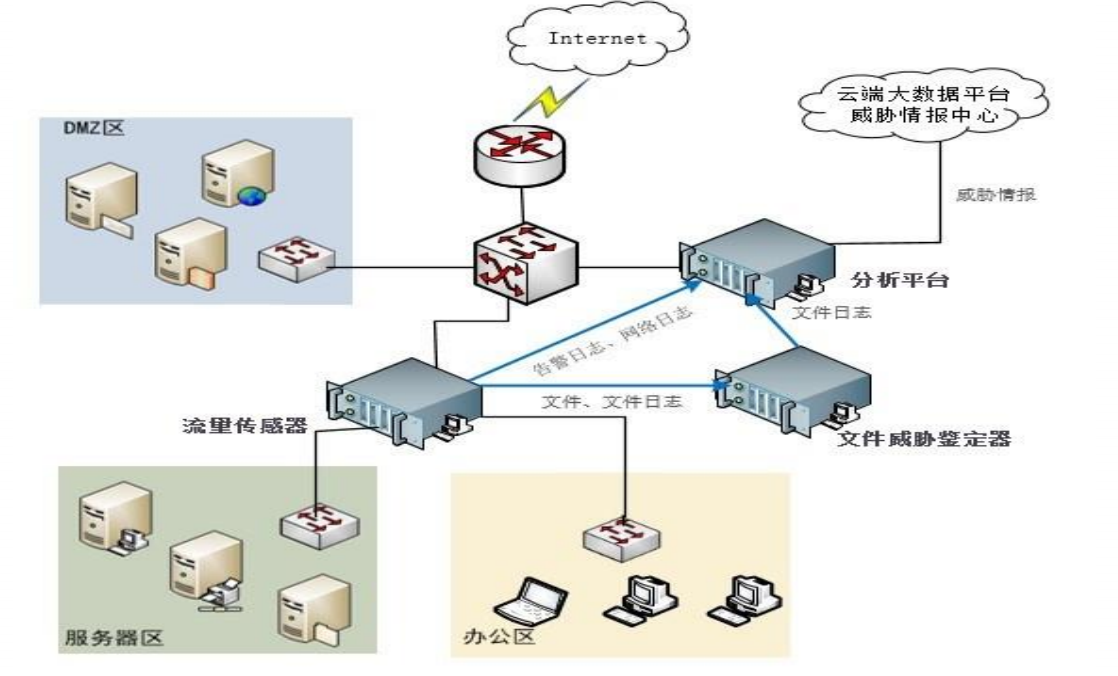 Internet
云端大数据平台
威胁情报中心
DMZ区
威胁情报
分析平台
文件日志
告警日志、网络日志
文件、文件日志
流量传感器
文件威胁鉴定器
服务器区
办公区